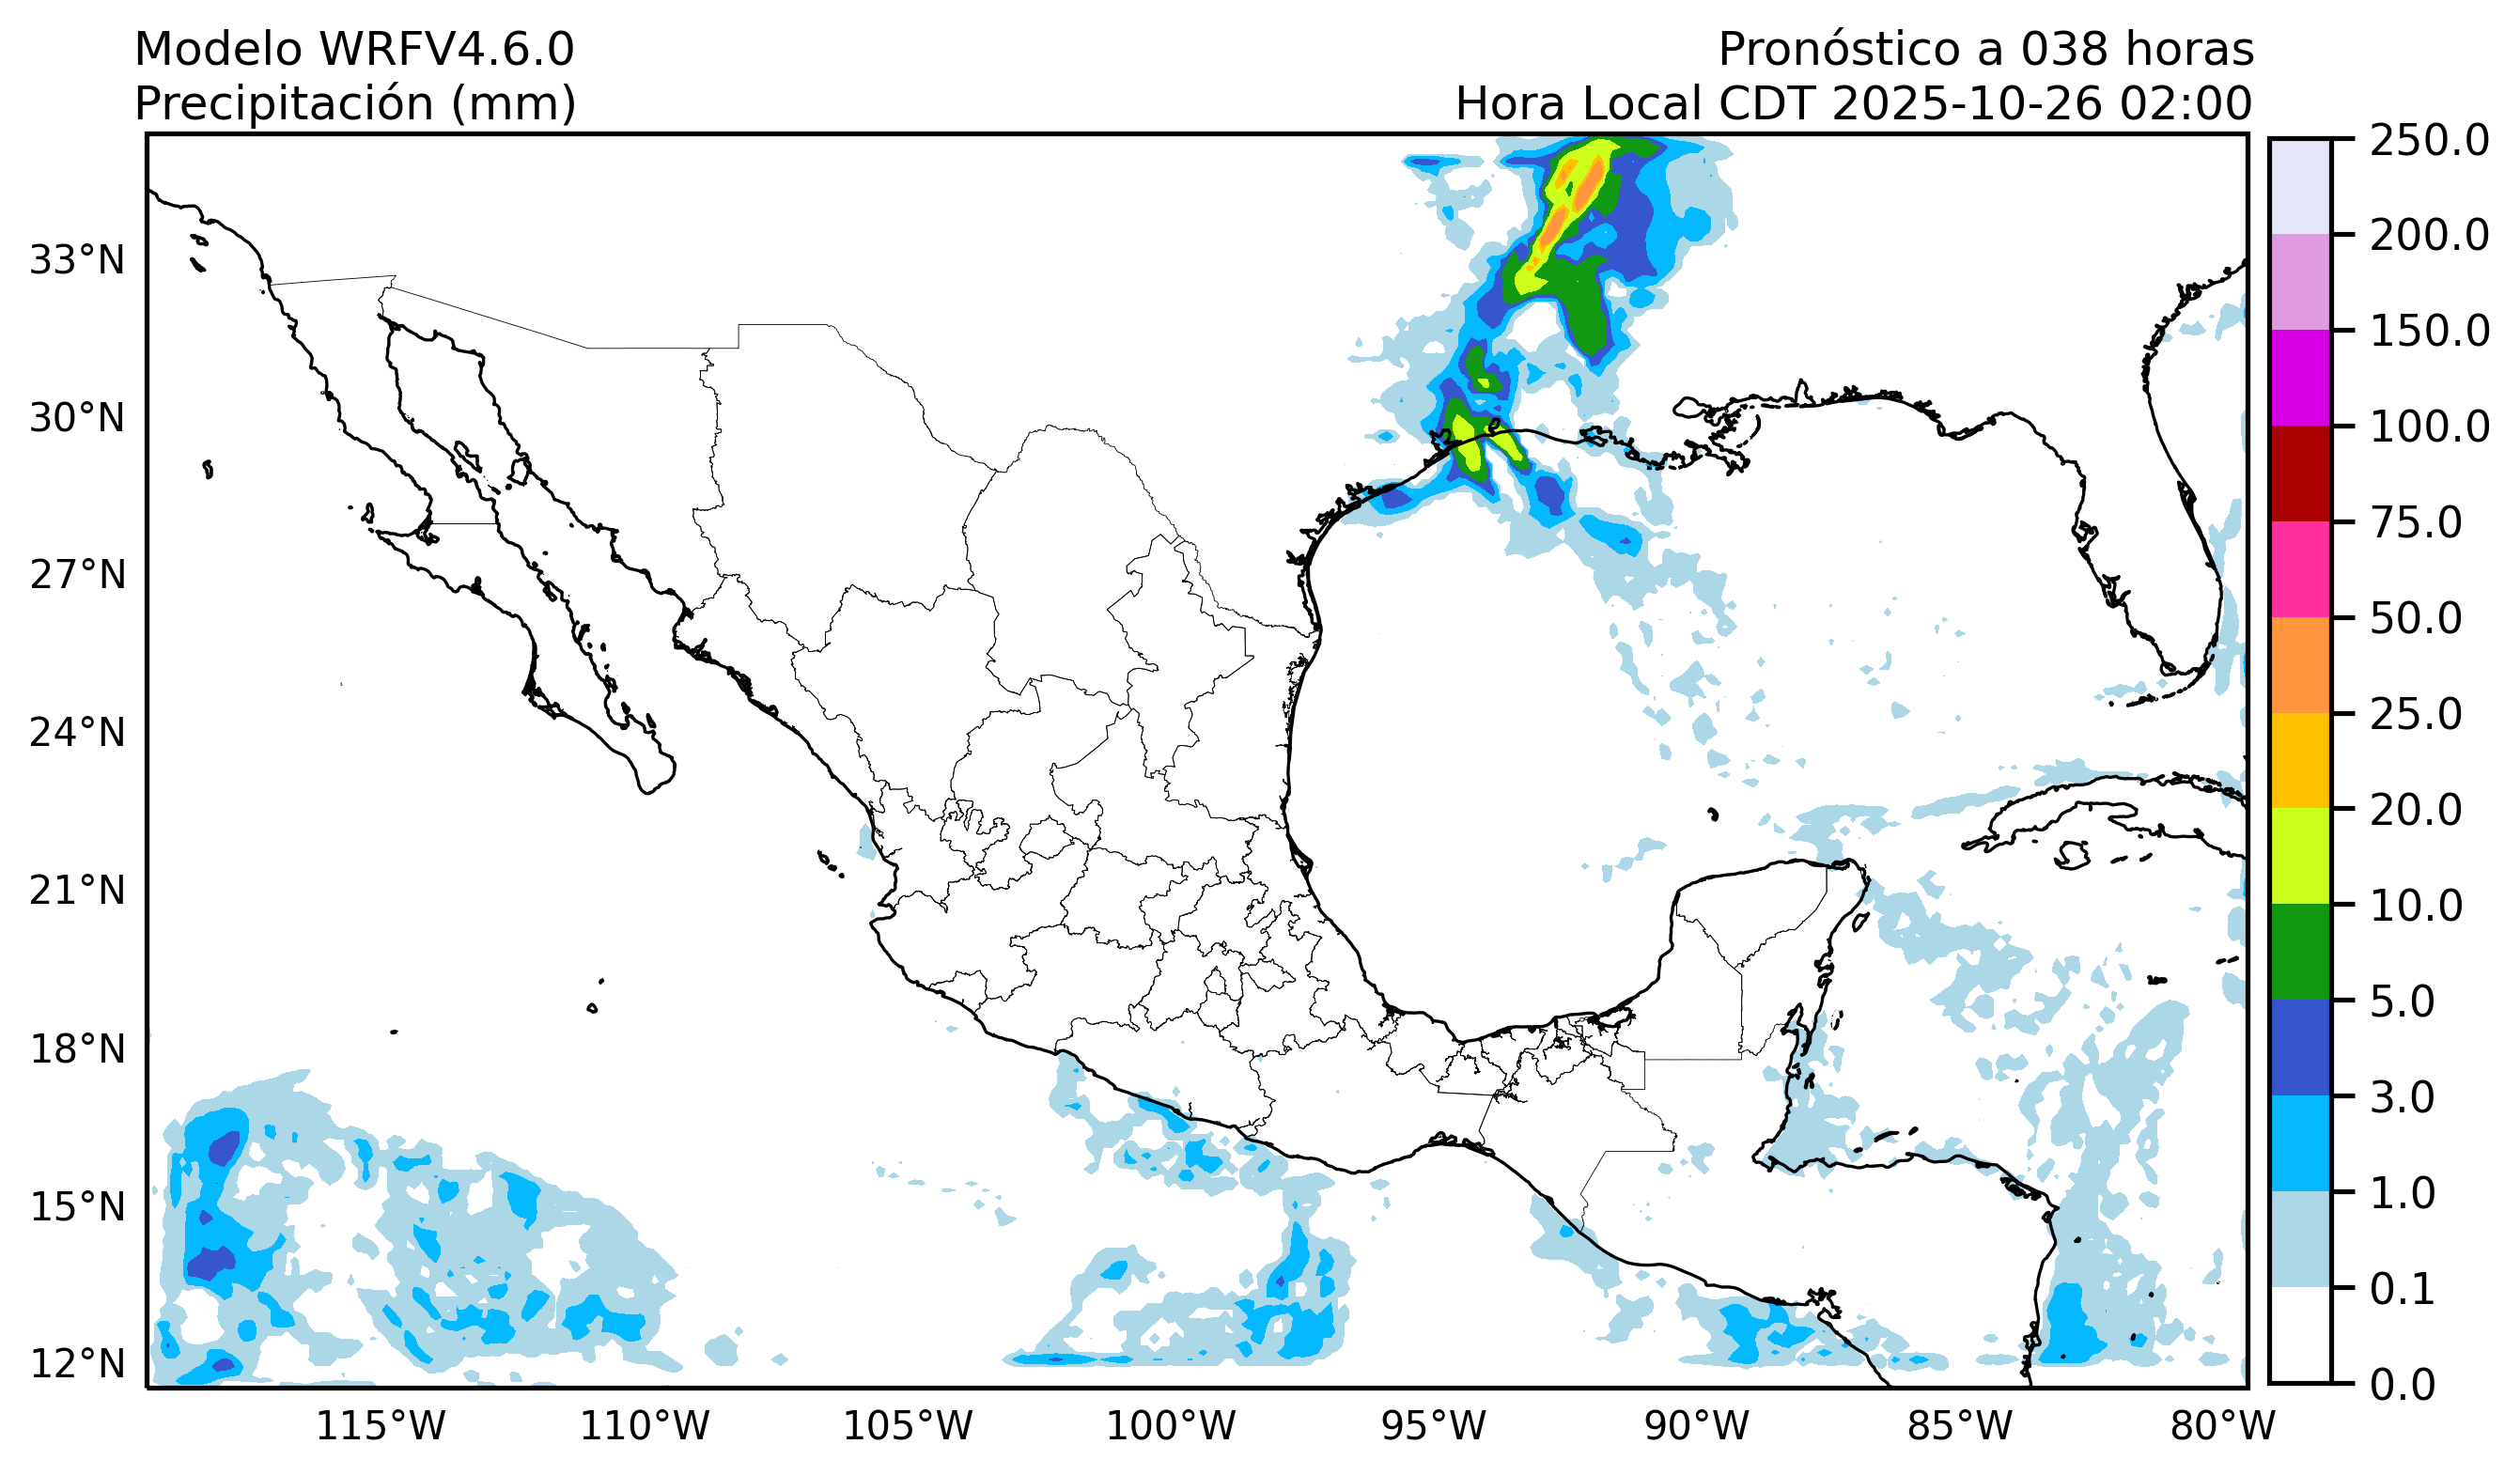 Modelo WRFV4.6.0
Precipitación (mm)
Pronóstico a 038 horas
Hora Local CDT 2025-10-26 02:00
33°N
30°N
27°N
24°N
21°N
18°N
15°N
12°N
115°W
110°W
105°W
100°W
95°W
90°W
85°W
80°W
250.0
200.0
150.0
100.0
75.0
50.0
25.0
20.0
10.0
5.0
3.0
1.0
0.1
0.0